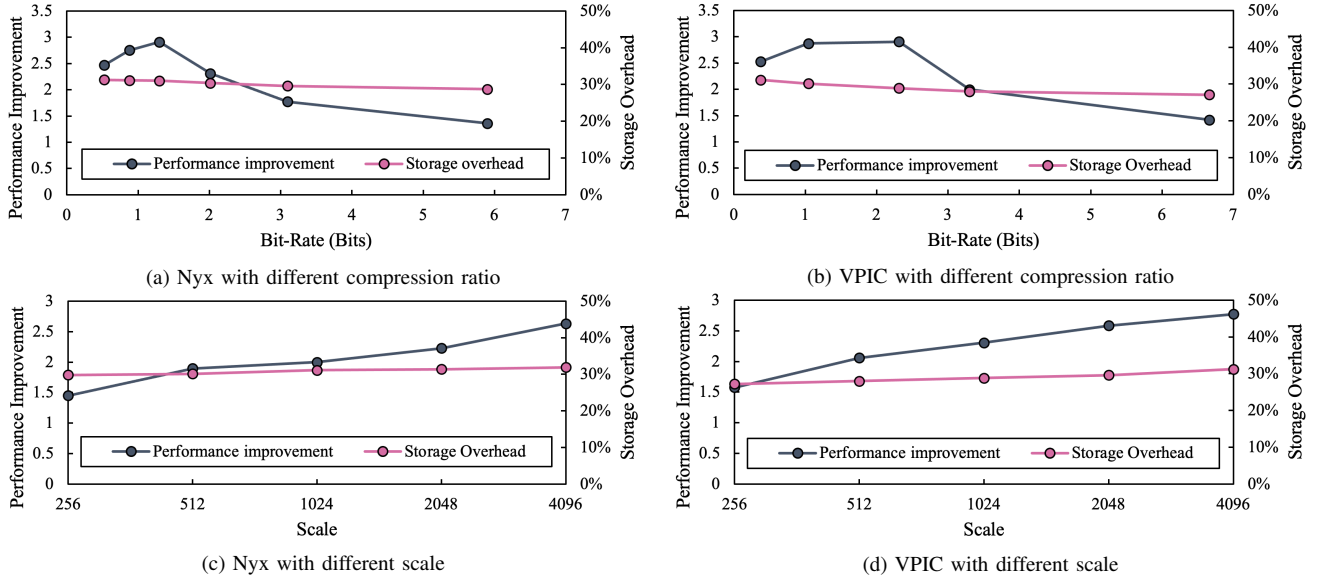 3.5
3
2.5
2
1.5
1
0.5
0
Performance Improvement
50%
40%
30%
20%
10%
0%
Storage Overhead
Performance improvement
Storage overhead
0 1 2 3 4 5 6 7
Bit-Rate (Bits)
(a) Nyx with different compression ratio
3.5
3
2.5
2
1.5
1
0.5
0
Performance Improvement
50%
40%
30%
20%
10%
0%
Storage Overhead
Performance improvement
Storage Overhead
0 1 2 3 4 5 6 7
Bit-Rate (Bits)
(b) VPIC with different compression ratio
3
2.5
2
1.5
1
0.5
0
Performance Improvement
50%
40%
30%
20%
10%
0%
Storage Overhead
Performance improvement
Storage Overhead
256 512 1024 2048 4096
Scale
(c) Nyx with different scale
3
2.5
2
1.5
1
0.5
0
Performance Improvement
50%
40%
30%
20%
10%
0%
Storage Overhead
Performance improvement
Storage Overhead
256 512 1024 2048 4096
Scale
(d) VPIC with different scale